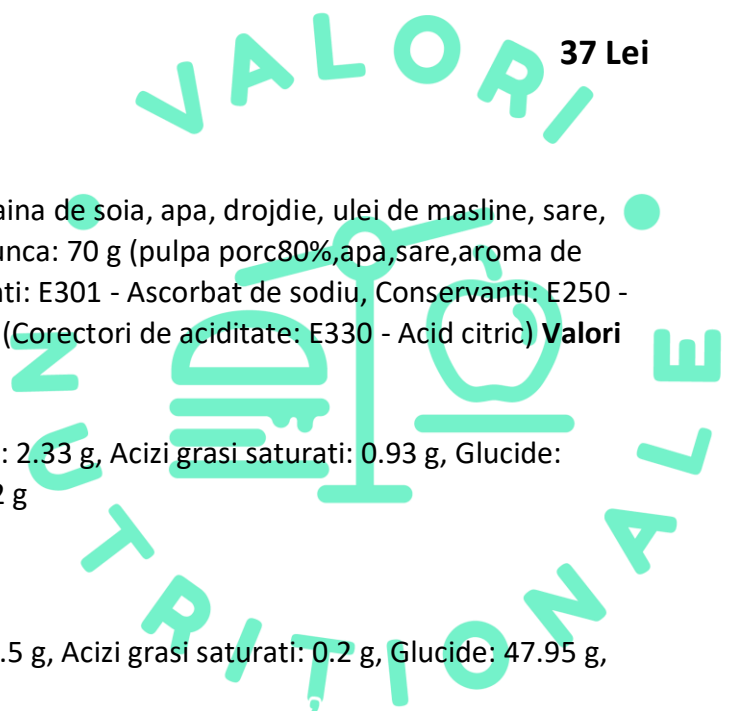 37 Lei
aina de soia, apa, drojdie, ulei de masline, sare,
unca: 70 g (pulpa porc80%,apa,sare,aroma de
ti: E301 - Ascorbat de sodiu, Conservanti: E250 -
(Corectori de aciditate: E330 - Acid citric) Valori
: 2.33 g, Acizi grasi saturati: 0.93 g, Glucide:
2 g
.5 g, Acizi grasi saturati: 0.2 g, Glucide: 47.95 g,
VALORI
NUTRITIONALE